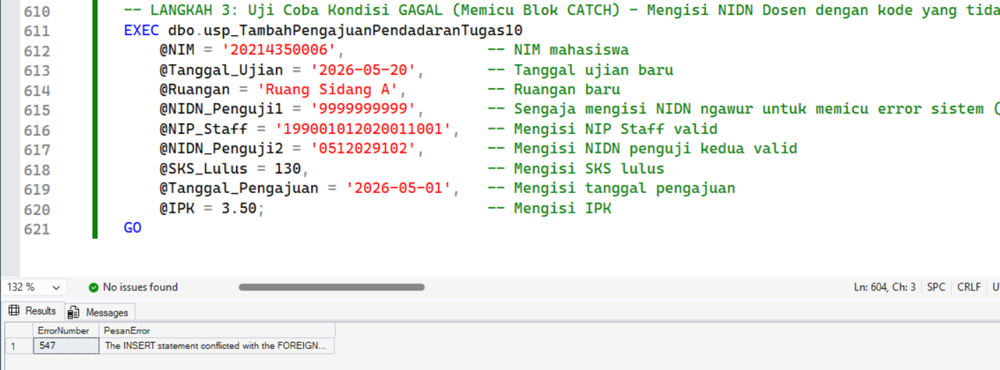 610 -- LANGKAH 3: Uji Coba Kondisi GAGAL (Memicu Blok CATCH) - Mengisi NIDN Dosen dengan kode yang tida
611 EXEC dbo.usp_TambahPengajuanPendadaranTugas10
612 @NIM = '20214350006', -- NIM mahasiswa
613 @Tanggal_Ujian = '2026-05-20', -- Tanggal ujian baru
614 @Ruangan = 'Ruang Sidang A', -- Ruangan baru
615 @NIDN_Penguji1 = '9999999999', -- Sengaja mengisi NIDN ngawur untuk memicu error sistem (
616 @NIP_Staff = '199001012020011001', -- Mengisi NIP Staff valid
617 @NIDN_Penguji2 = '0512029102', -- Mengisi NIDN penguji kedua valid
618 @SKS_Lulus = 130, -- Mengisi SKS lulus
619 @Tanggal_Pengajuan = '2026-05-01', -- Mengisi tanggal pengajuan
620 @IPK = 3.50; -- Mengisi IPK
621 GO
132 % No issues found Ln: 604, Ch: 3 SPC CRLF
Results Messages
ErrorNumber PesanError
1 547 The INSERT statement conflicted with the FOREIGN...